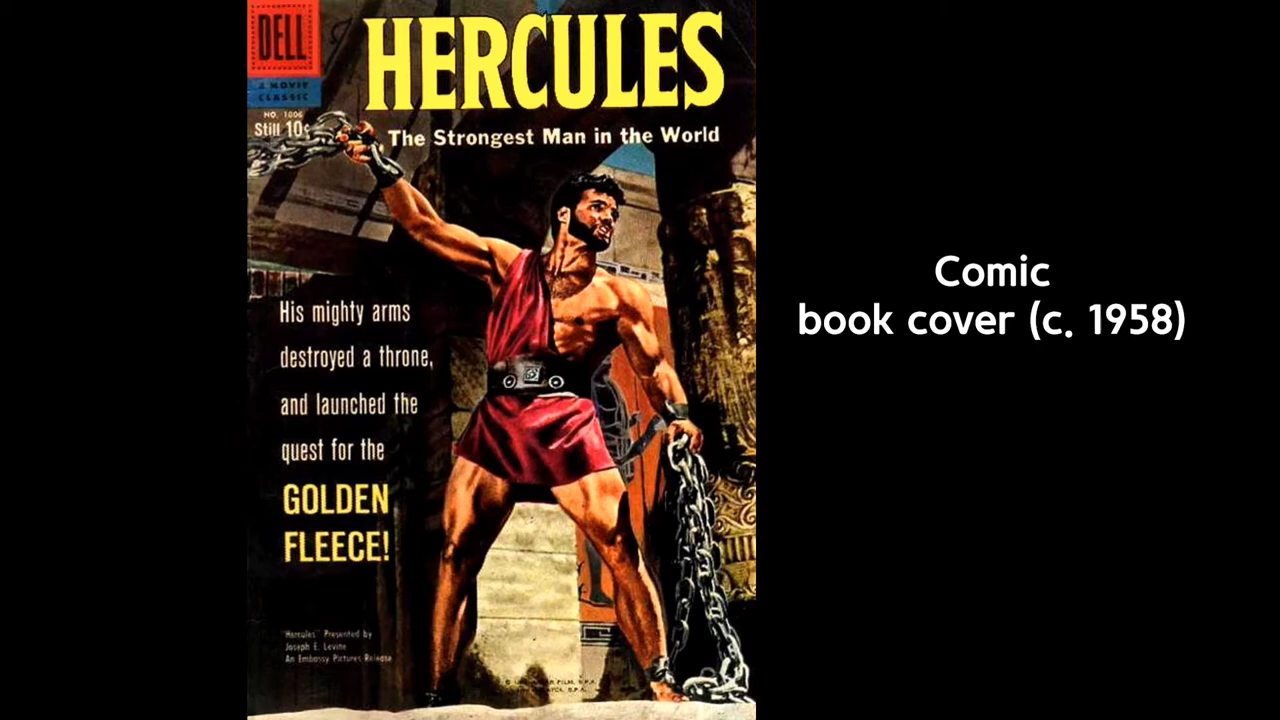 DELL
A MOVIE
CLASSIC
NO. 1006
Still 10¢
HERCULES
The Strongest Man in the World
His mighty arms
destroyed a throne,
and launched the
quest for the
GOLDEN
FLEECE!
"Hercules" Presented by
Joseph E. Levine
An Embassy Pictures Release
Comic
book cover (c. 1958)